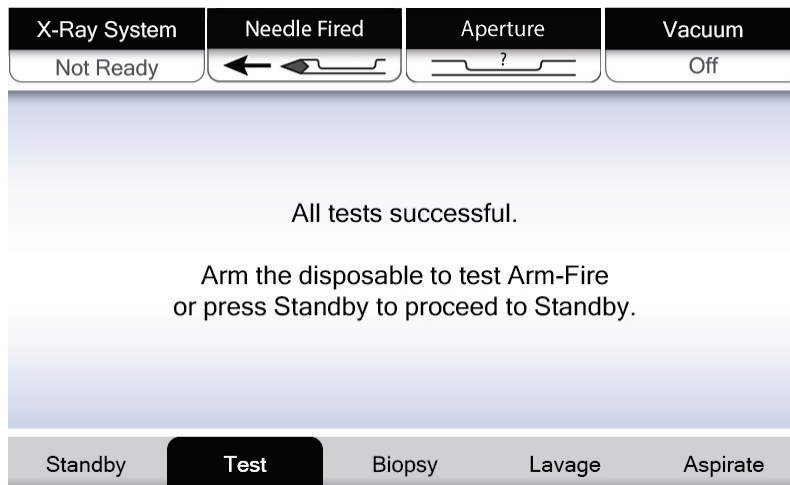 X-Ray System
Needle Fired
Aperture
Vacuum
Not Ready
?
Off
All tests successful.
Arm the disposable to test Arm-Fire
or press Standby to proceed to Standby.
Standby
Test
Biopsy
Lavage
Aspirate